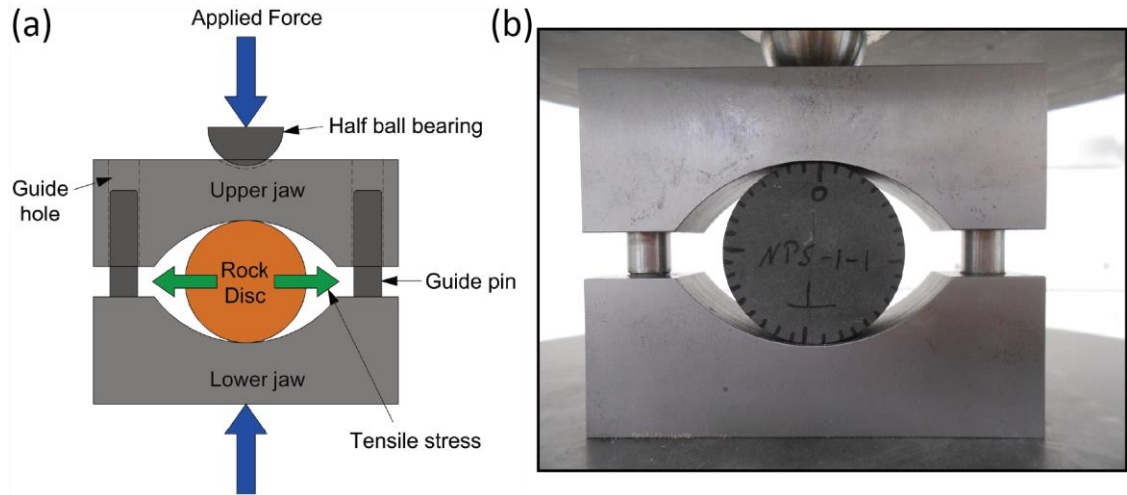 (a)
Applied Force
Half ball bearing
Guide
hole
Upper jaw
Rock
Disc
Guide pin
Lower jaw
Tensile stress
(b)
0
NPS-1-1